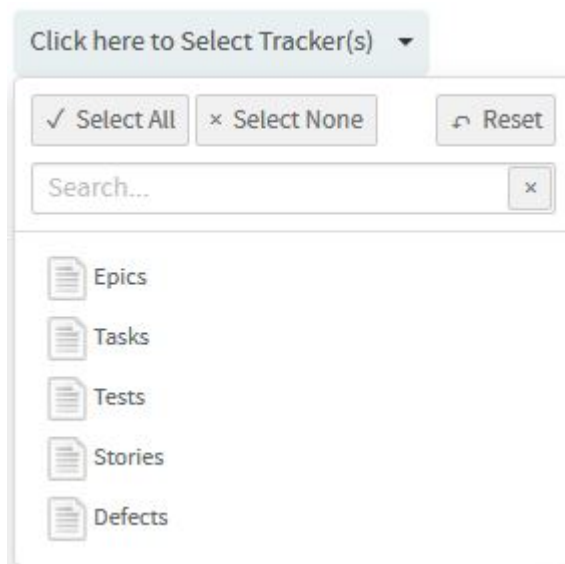 Click here to Select Tracker(s)
✓ Select All × Select None Reset
Search... ×
Epics
Tasks
Tests
Stories
Defects